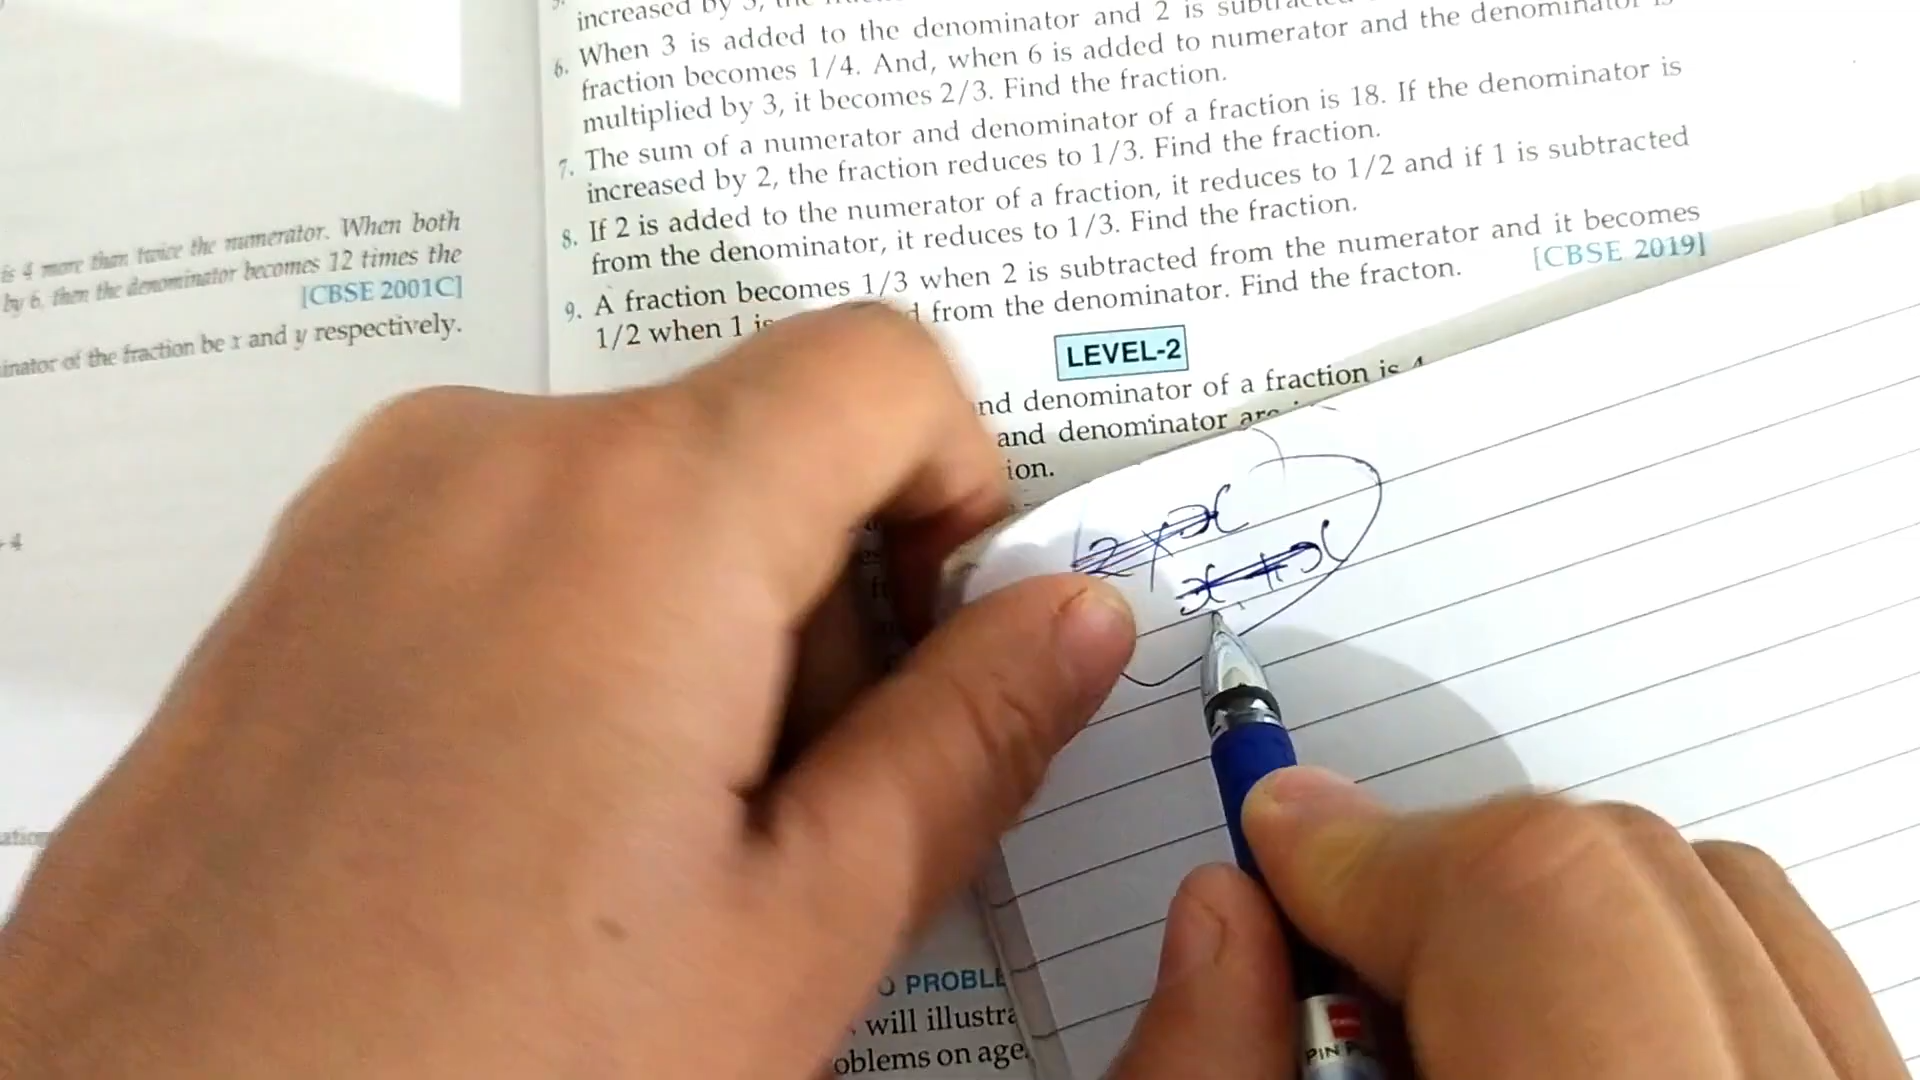 is 4 more than twice the numerator. When both
by 6, then the denominator becomes 12 times the
[CBSE 2001C]
inator of the fraction be x and y respectively.
4
increased by 3, the
6. When 3 is added to the denominator and 2 is
fraction becomes 1/4. And, when 6 is added to numerator and the denominator is
multiplied by 3, it becomes 2/3. Find the fraction.
7. The sum of a numerator and denominator of a fraction is 18. If the denominator is
increased by 2, the fraction reduces to 1/3. Find the fraction.
8. If 2 is added to the numerator of a fraction, it reduces to 1/2 and if 1 is subtracted
from the denominator, it reduces to 1/3. Find the fraction.
9. A fraction becomes 1/3 when 2 is subtracted from the numerator and it becomes
1/2 when 1 is d from the denominator. Find the fracton.
[CBSE 2019]
LEVEL-2
nd denominator of a fraction is 4
and denominator are
ion.
PROBLE
will illustra
oblems on age.
PIN